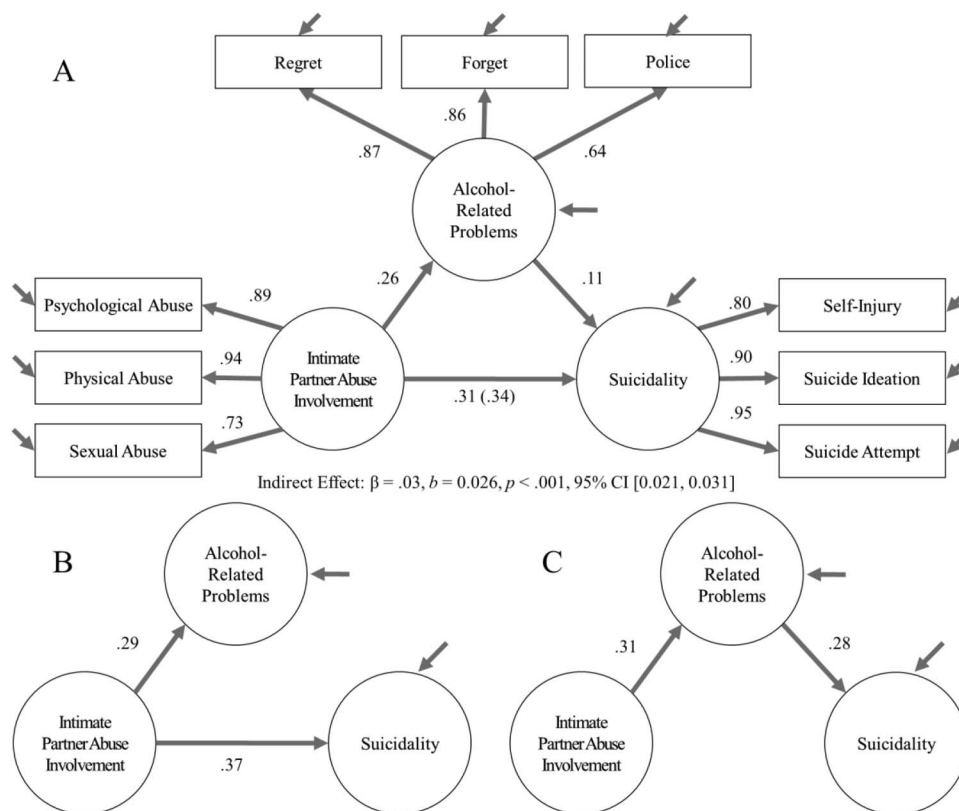 A
Regret
Forget
Police
.87
.86
.64
Alcohol-
Related
Problems
.26
.11
Psychological Abuse
Physical Abuse
Sexual Abuse
.89
.94
.73
Intimate
Partner Abuse
Involvement
.31 (.34)
Suicidality
.80
.90
.95
Self-Injury
Suicide Ideation
Suicide Attempt
Indirect Effect: β = .03, b = 0.026, p < .001, 95% CI [0.021, 0.031]
B
Alcohol-
Related
Problems
.29
Intimate
Partner Abuse
Involvement
.37
Suicidality
C
Alcohol-
Related
Problems
.31
.28
Intimate
Partner Abuse
Involvement
Suicidality